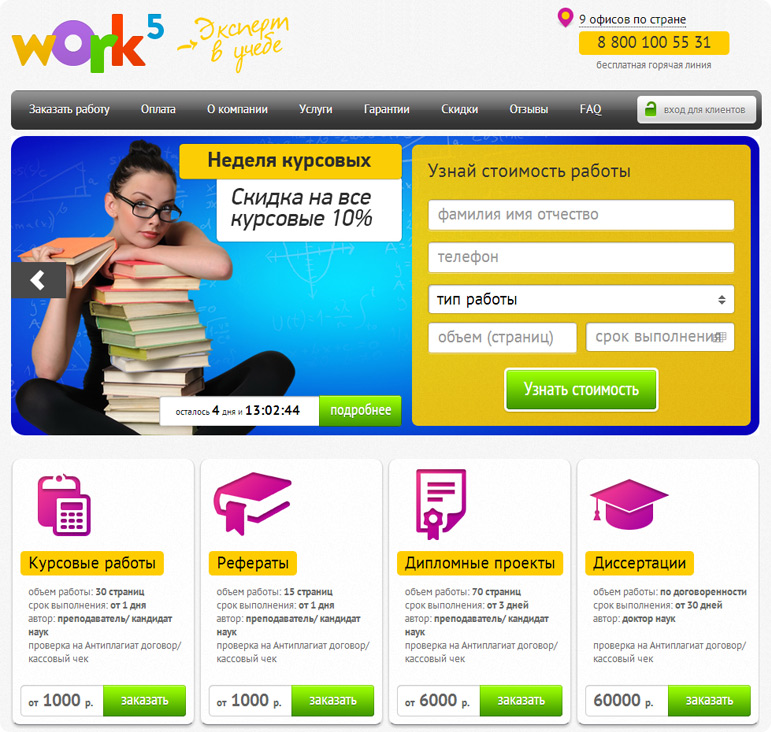 work5
Эксперт
в учебе
9 офисов по стране
8 800 100 55 31
бесплатная горячая линия
Заказать работу Оплата О компании Услуги Гарантии Скидки Отзывы FAQ вход для клиентов
Неделя курсовых
Скидка на все
курсовые 10%
осталось 4 дня и 13:02:44 подробнее
Узнай стоимость работы
фамилия имя отчество
телефон
тип работы
объем (страниц) срок выполнения
Узнать стоимость
Курсовые работы
объем работы: 30 страниц
срок выполнения: от 1 дня
автор: преподаватель/ кандидат
наук
проверка на Антиплагиат договор/
кассовый чек
от 1000 р. заказать
Рефераты
объем работы: 15 страниц
срок выполнения: от 1 дня
автор: преподаватель/ кандидат
наук
проверка на Антиплагиат договор/
кассовый чек
от 1000 р. заказать
Дипломные проекты
объем работы: 70 страниц
срок выполнения: от 3 дней
автор: преподаватель/ кандидат
наук
проверка на Антиплагиат договор/
кассовый чек
от 6000 р. заказать
Диссертации
объем работы: по договоренности
срок выполнения: от 30 дней
автор: доктор наук
проверка на Антиплагиат договор/
кассовый чек
60000 р. заказать